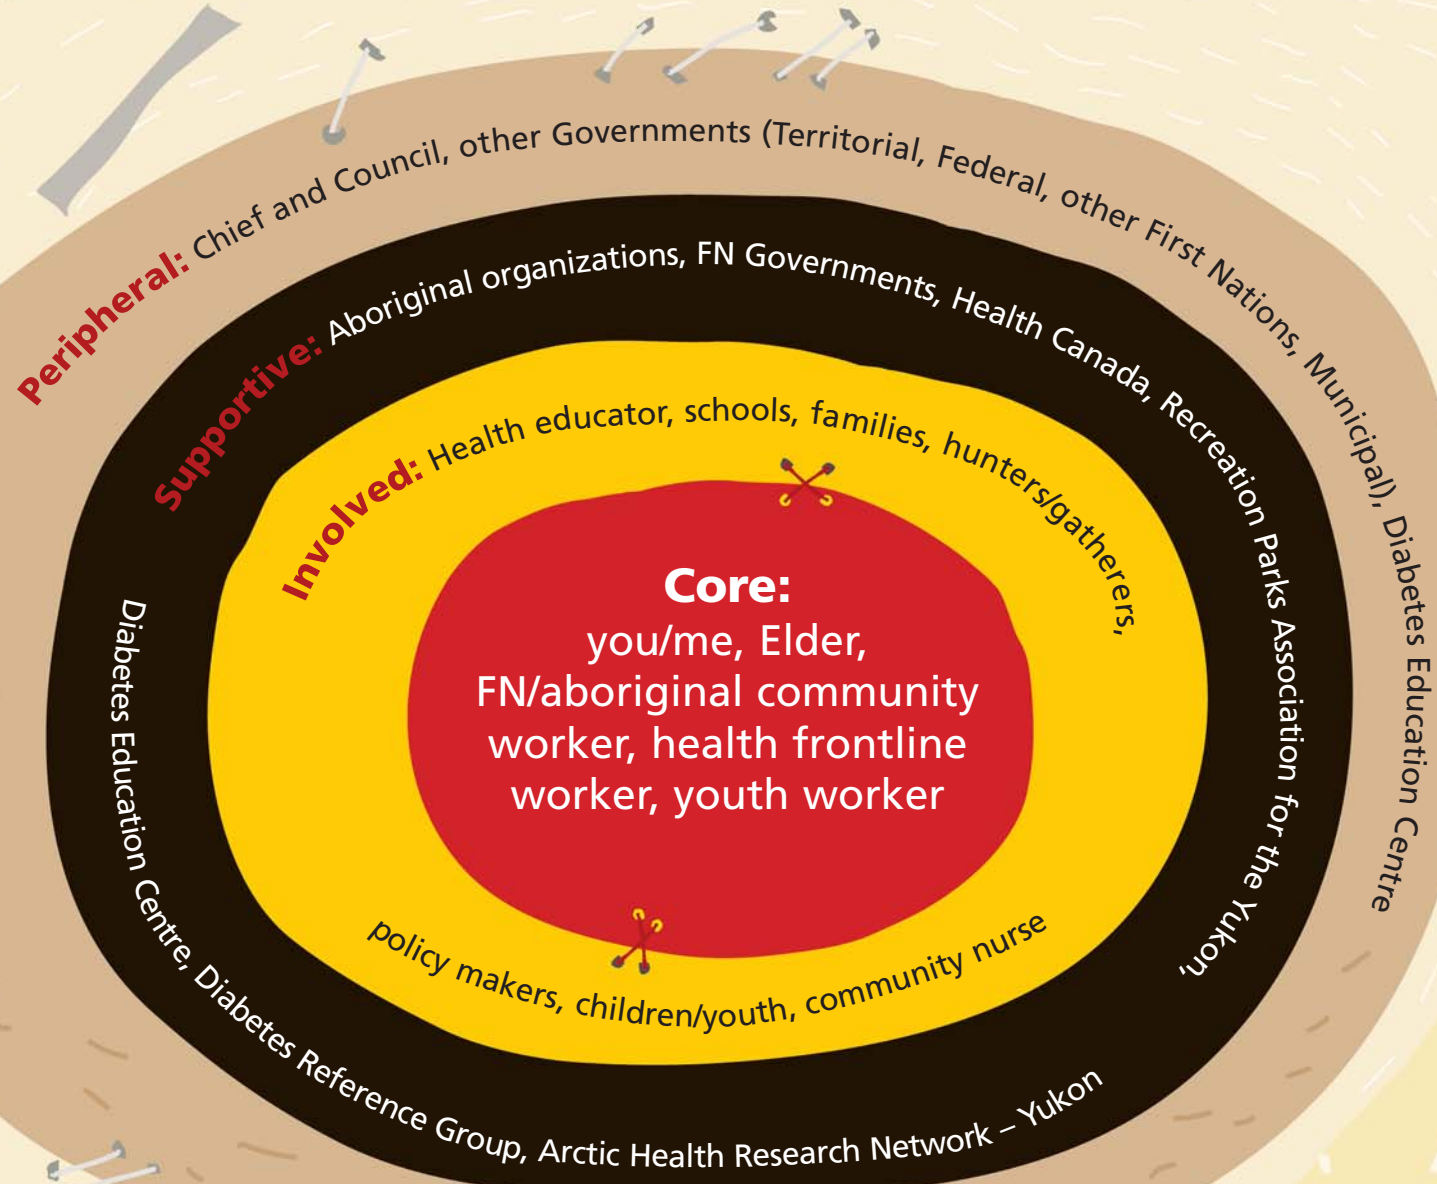 Peripheral: Chief and Council, other Governments (Territorial, Federal, other First Nations, Municipal), Diabetes Education Centre
Supportive: Aboriginal organizations, FN Governments, Health Canada, Recreation Parks Association for the Yukon,
Diabetes Education Centre, Diabetes Reference Group, Arctic Health Research Network – Yukon
Involved: Health educator, schools, families, hunters/gatherers,
policy makers, children/youth, community nurse
Core:
you/me, Elder,
FN/aboriginal community
worker, health frontline
worker, youth worker